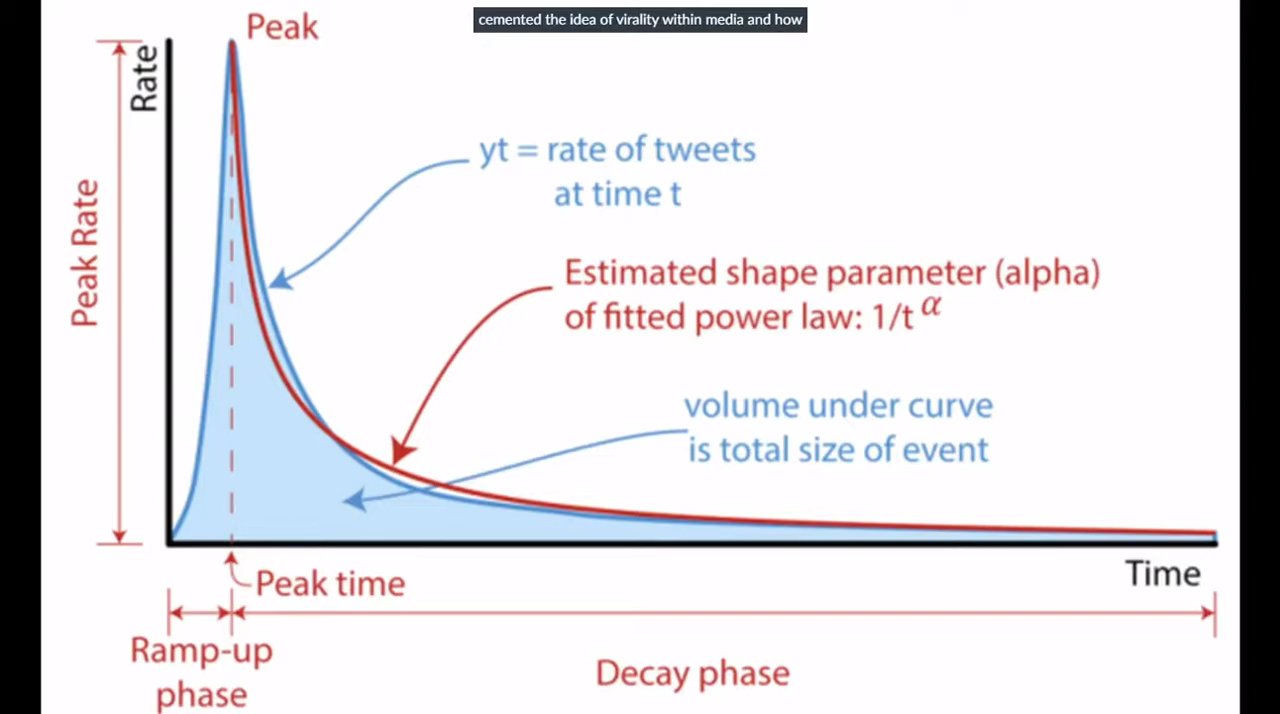 cemented the idea of virality within media and how
Peak
Rate
Peak Rate
yt = rate of tweets
at time t
Estimated shape parameter (alpha)
of fitted power law: 1/t α
volume under curve
is total size of event
Time
Peak time
Ramp-up
phase
Decay phase